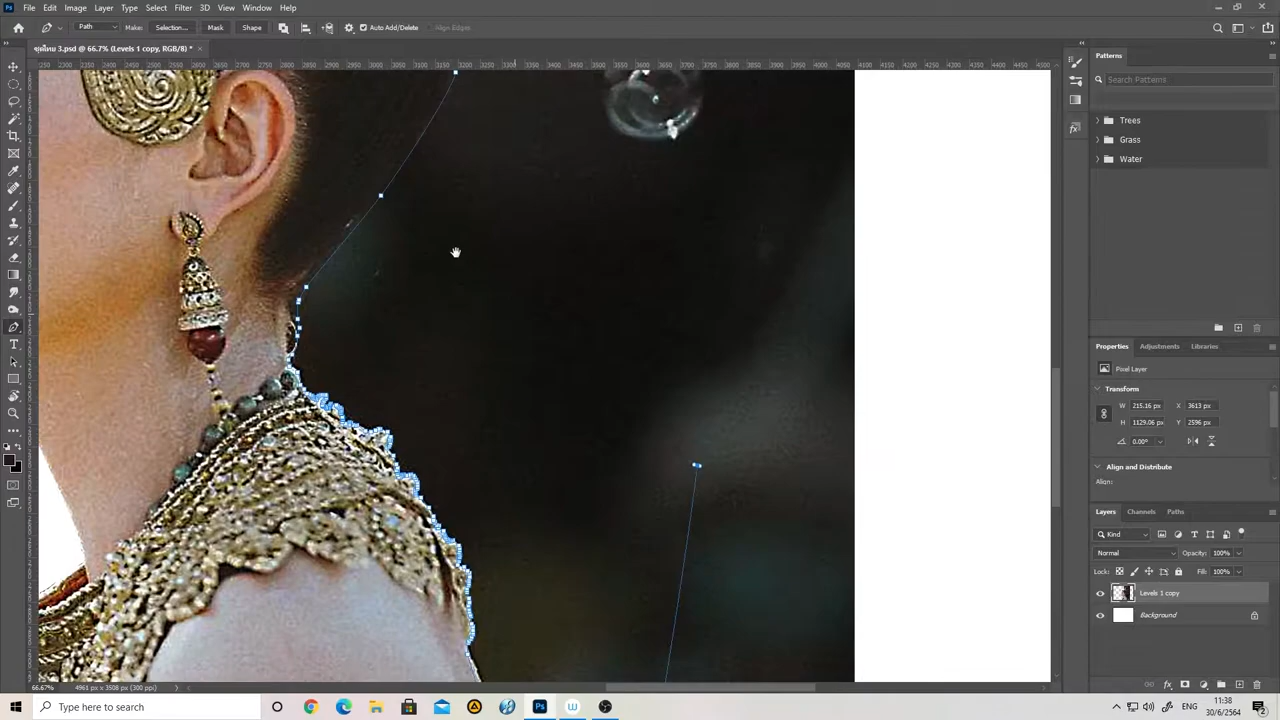 File Edit Image Layer Type Select Filter 3D View Window Help
Path Make: Selection... Mask Shape Auto Add/Delete Align Edges
ชุดไทย 3.psd @ 66.7% (Levels 1 copy, RGB/8) *
Patterns
Search Patterns
Trees
Grass
Water
Properties Adjustments Libraries
Pixel Layer
Transform
W 215.16 px X 3613 px
H 1129.06 px Y 2596 px
0.00°
Align and Distribute
Align:
Layers Channels Paths
Kind
Normal Opacity: 100%
Lock: Fill: 100%
Levels 1 copy
Background
66.67% 4961 px x 3508 px (300 ppi)
Type here to search
ENG
11:38
30/6/2564